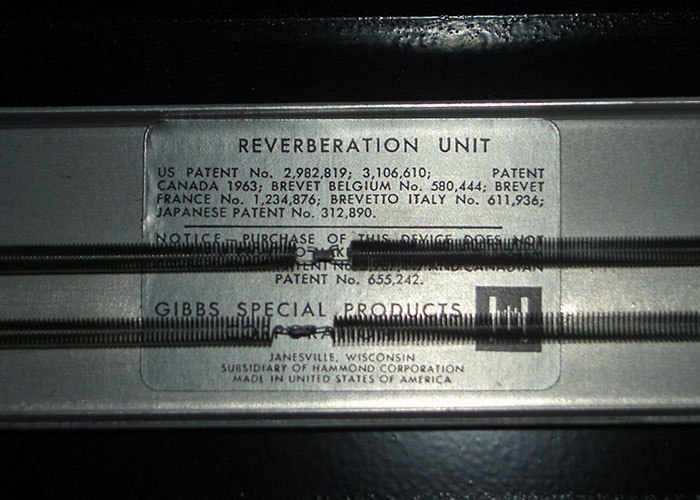 REVERBERATION UNIT
US PATENT No. 2,982,819; 3,106,610; PATENT
CANADA 1963; BREVET BELGIUM No. 580,444; BREVET
FRANCE No. 1,234,876; BREVETTO ITALY No. 611,936;
JAPANESE PATENT No. 312,890.
NOTICE — PURCHASE OF THIS DEVICE DOES NOT
AND CANADIAN
PATENT No. 655,242.
GIBBS SPECIAL PRODUCTS
JANESVILLE, WISCONSIN
SUBSIDIARY OF HAMMOND CORPORATION
MADE IN UNITED STATES OF AMERICA